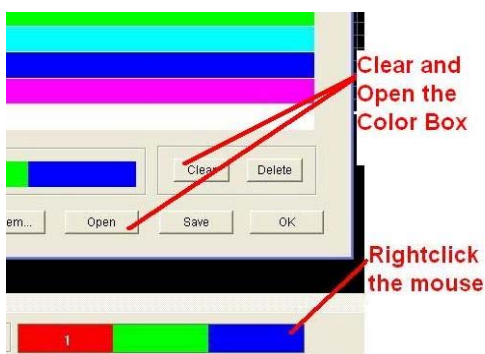 Clear and
Open the
Color Box
Clear
Delete
em...
Open
Save
OK
Rightclick
the mouse
1